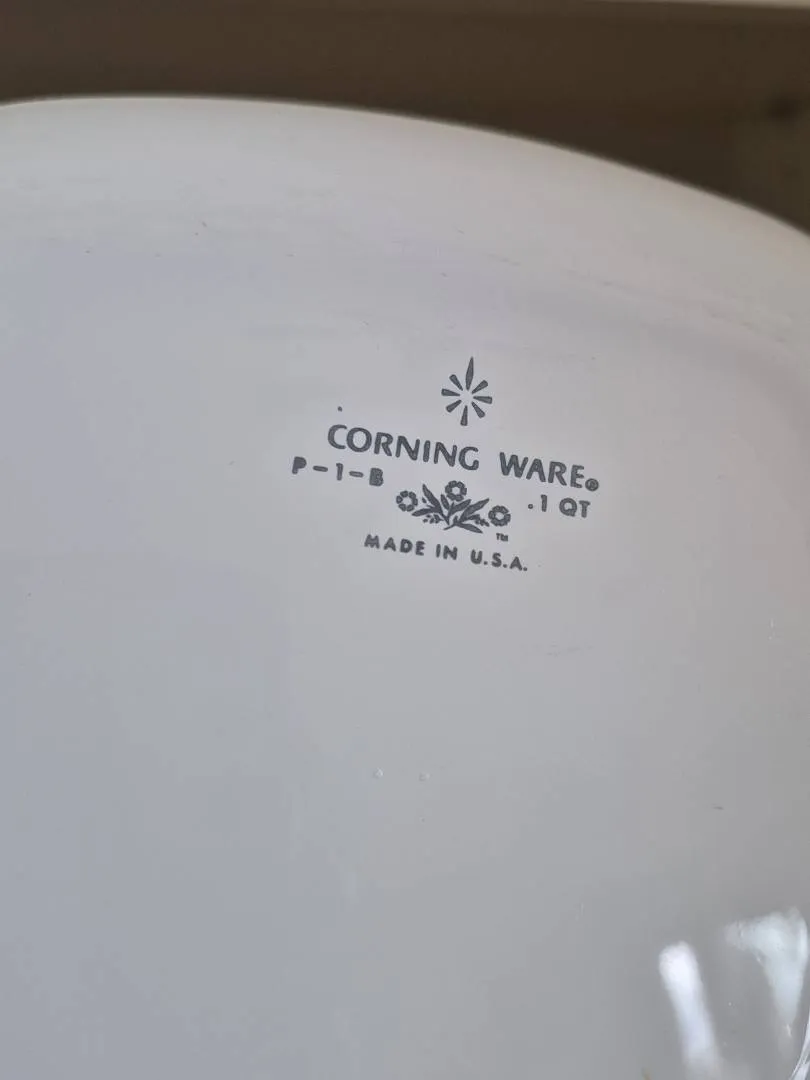 CORNING WARE®
P-1-B .1 QT
TM
MADE IN U.S.A.